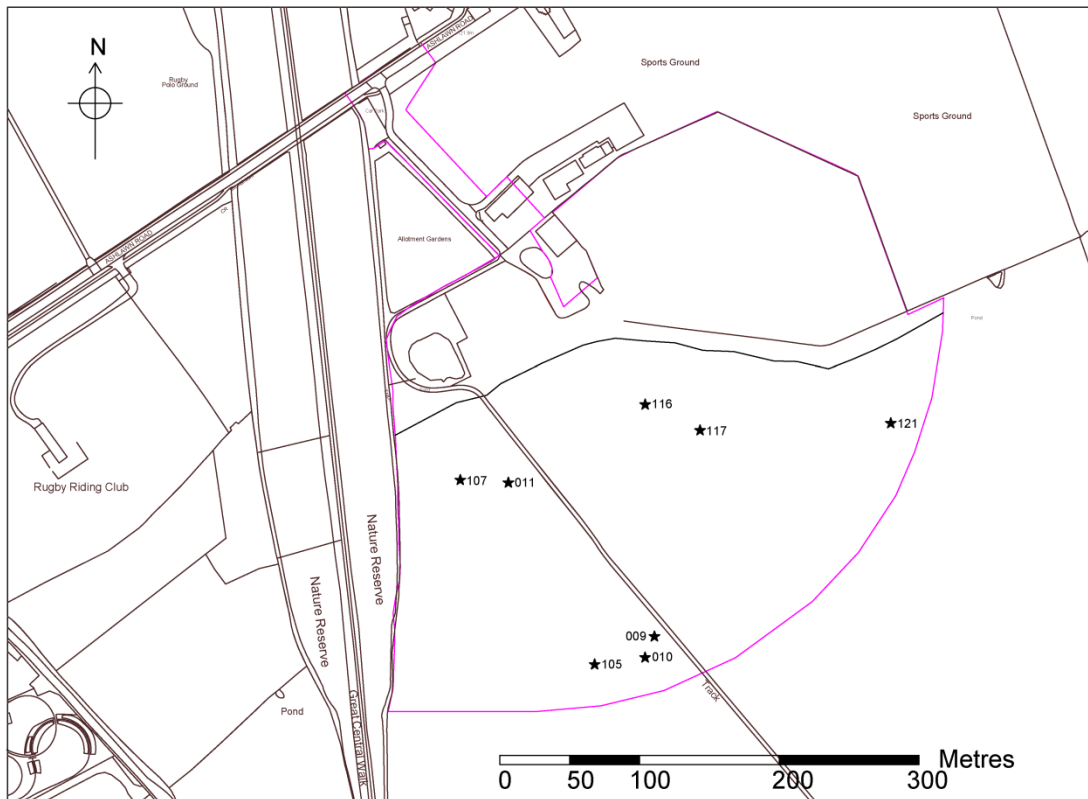 N
ASHLAWN ROAD
Rugby
Polo Ground
Sports Ground
Sports Ground
Allotment Gardens
ASHLAWN ROAD
Pond
116
117
121
107
011
Rugby Riding Club
Nature Reserve
Nature Reserve
009
010
105
Track
Pond
Great Central Walk
Metres
0
50
100
200
300